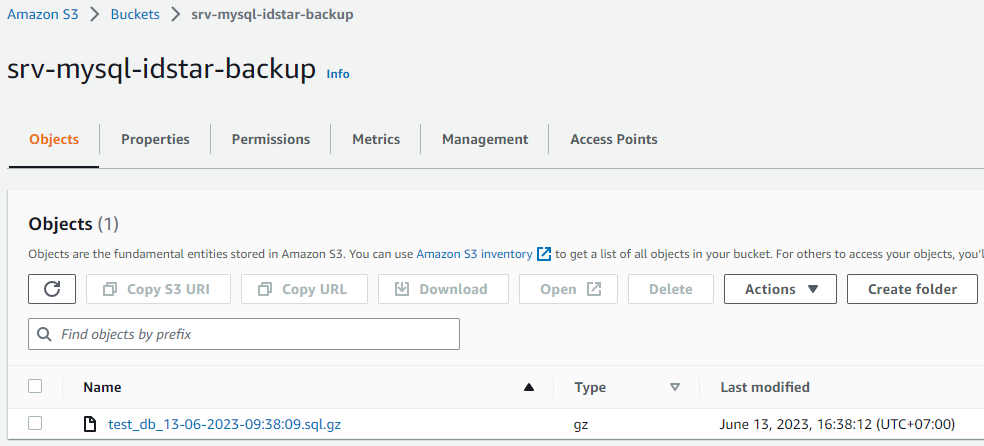 Amazon S3 > Buckets > srv-mysql-idstar-backup
srv-mysql-idstar-backup Info
Objects Properties Permissions Metrics Management Access Points
Objects (1)
Objects are the fundamental entities stored in Amazon S3. You can use Amazon S3 inventory to get a list of all objects in your bucket. For others to access your objects, you'l
Copy S3 URI Copy URL Download Open Delete Actions Create folder
Find objects by prefix
Name Type Last modified
test_db_13-06-2023-09:38:09.sql.gz gz June 13, 2023, 16:38:12 (UTC+07:00)